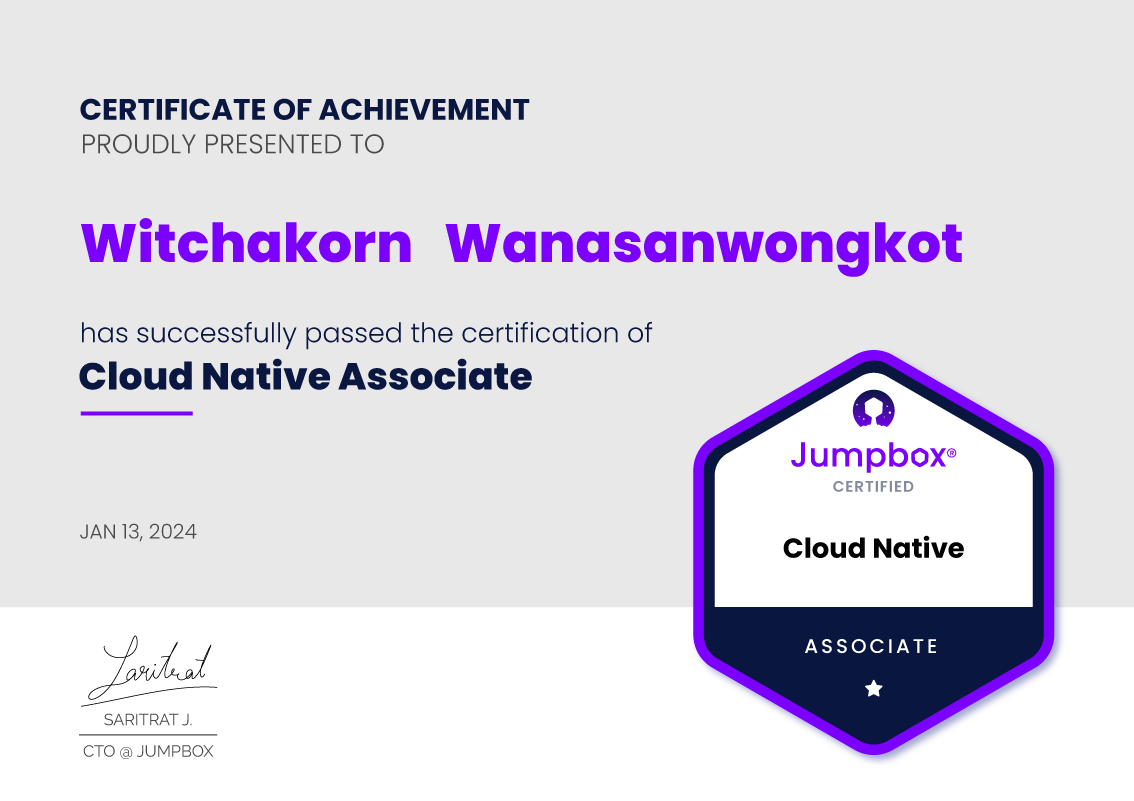 CERTIFICATE OF ACHIEVEMENT
PROUDLY PRESENTED TO
Witchakorn Wanasanwongkot
has successfully passed the certification of
Cloud Native Associate
JAN 13, 2024
Jumpbox®
CERTIFIED
Cloud Native
ASSOCIATE
Saritrat
SARITRAT J.
CTO @ JUMPBOX